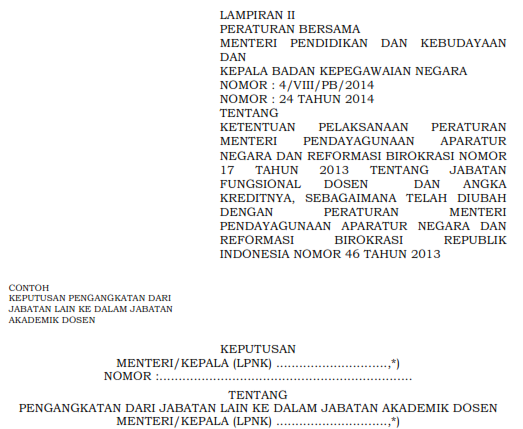 LAMPIRAN II
PERATURAN BERSAMA
MENTERI PENDIDIKAN DAN KEBUDAYAAN
DAN
KEPALA BADAN KEPEGAWAIAN NEGARA
NOMOR : 4/VIII/PB/2014
NOMOR : 24 TAHUN 2014
TENTANG
KETENTUAN PELAKSANAAN PERATURAN
MENTERI PENDAYAGUNAAN APARATUR
NEGARA DAN REFORMASI BIROKRASI NOMOR
17 TAHUN 2013 TENTANG JABATAN
FUNGSIONAL DOSEN DAN ANGKA
KREDITNYA, SEBAGAIMANA TELAH DIUBAH
DENGAN PERATURAN MENTERI
PENDAYAGUNAAN APARATUR NEGARA DAN
REFORMASI BIROKRASI REPUBLIK
INDONESIA NOMOR 46 TAHUN 2013
CONTOH
KEPUTUSAN PENGANGKATAN DARI
JABATAN LAIN KE DALAM JABATAN
AKADEMIK DOSEN
KEPUTUSAN
MENTERI/KEPALA (LPNK) .............................,*)
NOMOR :..................................................................
TENTANG
PENGANGKATAN DARI JABATAN LAIN KE DALAM JABATAN AKADEMIK DOSEN
MENTERI/KEPALA (LPNK) .............................,*)